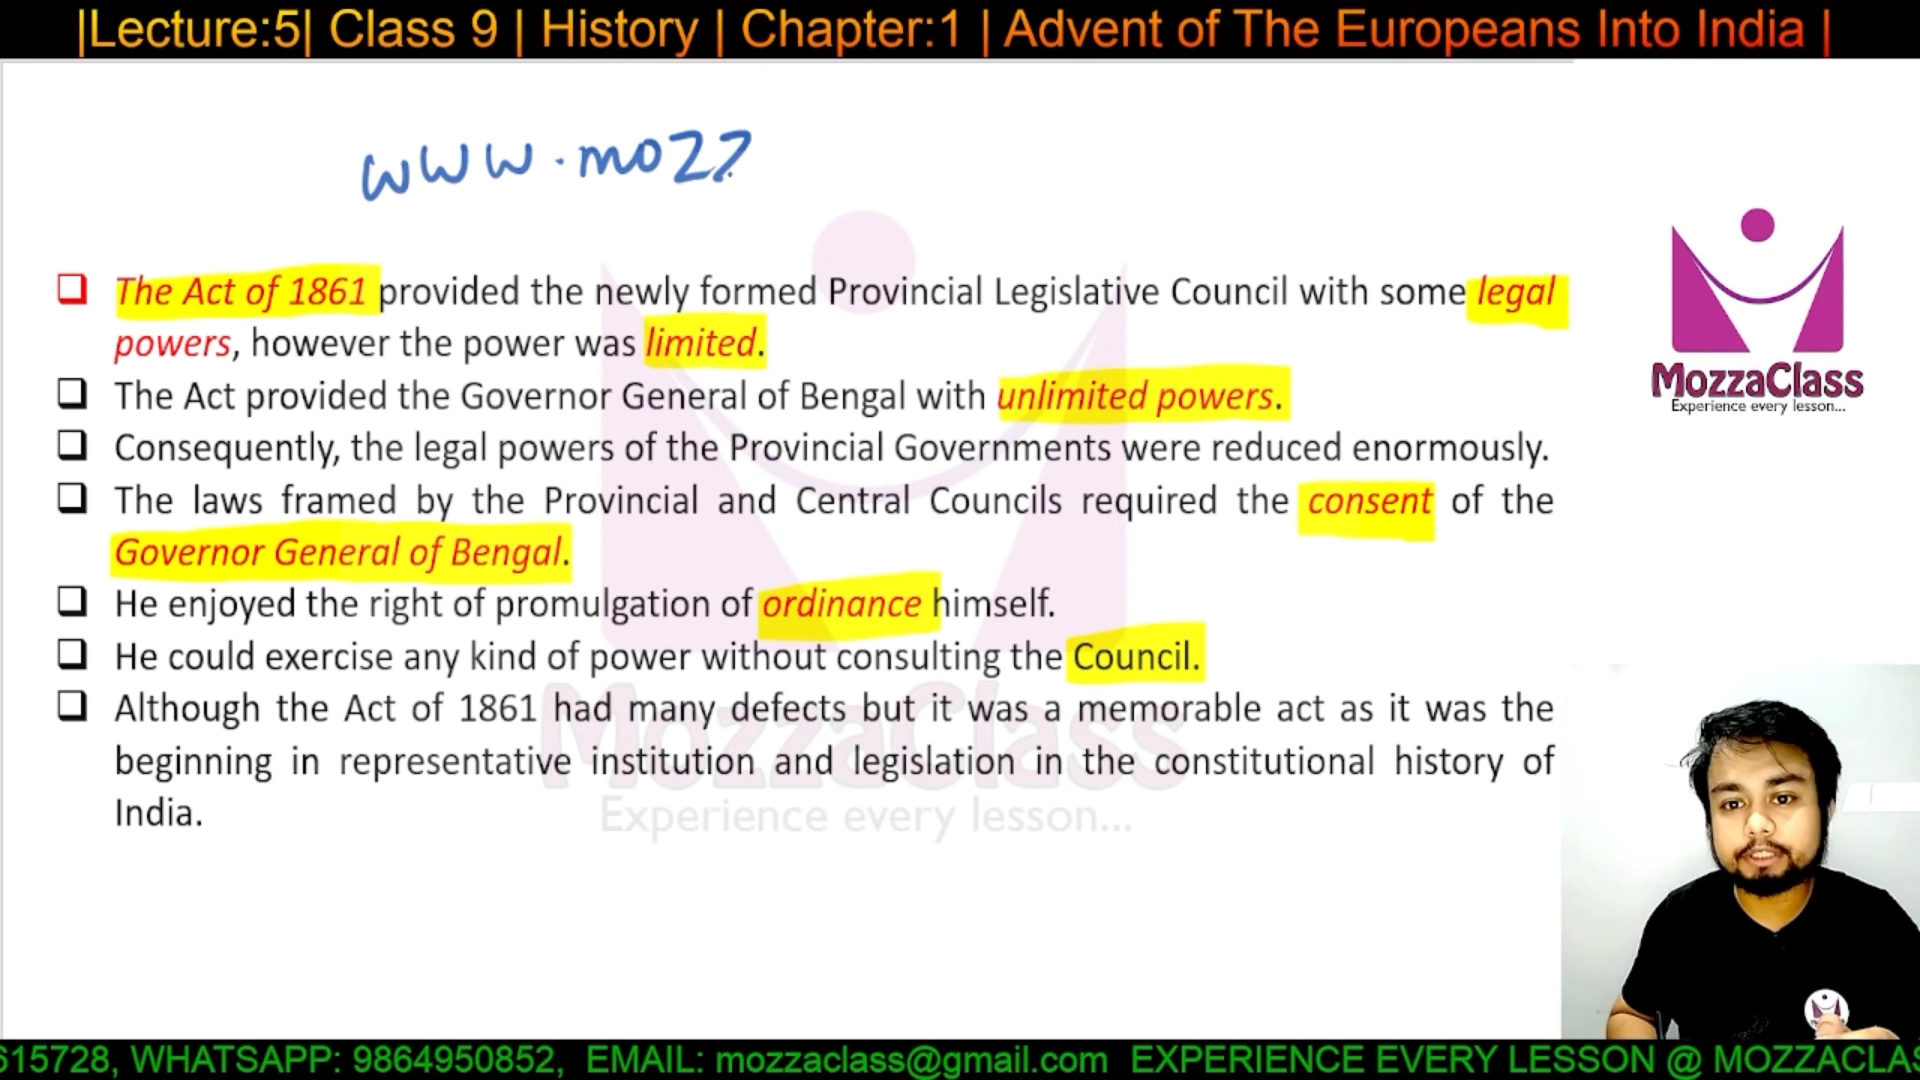 |Lecture:5| Class 9 | History | Chapter:1 | Advent of The Europeans Into India |
www.mozz
❑ The Act of 1861 provided the newly formed Provincial Legislative Council with some legal
powers, however the power was limited.
❑ The Act provided the Governor General of Bengal with unlimited powers.
❑ Consequently, the legal powers of the Provincial Governments were reduced enormously.
❑ The laws framed by the Provincial and Central Councils required the consent of the
Governor General of Bengal.
❑ He enjoyed the right of promulgation of ordinance himself.
❑ He could exercise any kind of power without consulting the Council.
❑ Although the Act of 1861 had many defects but it was a memorable act as it was the
beginning in representative institution and legislation in the constitutional history of
India.
MozzaClass
Experience every lesson...
MozzaClass
Experience every lesson...
615728, WHATSAPP: 9864950852, EMAIL: mozzaclass@gmail.com EXPERIENCE EVERY LESSON @ MOZZACLAS